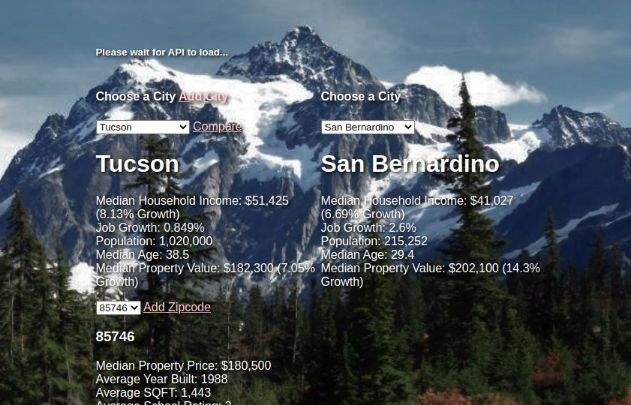 Please wait for API to load...
Choose a City Add City
Choose a City
Tucson Compare
San Bernardino
Tucson
San Bernardino
Median Household Income: $51,425
(8.13% Growth)
Job Growth: 0.849%
Population: 1,020,000
Median Age: 38.5
Median Property Value: $182,300 (7.05%
Growth)
Median Household Income: $41,027
(6.69% Growth)
Job Growth: 2.6%
Population: 215,252
Median Age: 29.4
Median Property Value: $202,100 (14.3%
Growth)
85746 Add Zipcode
85746
Median Property Price: $180,500
Average Year Built: 1988
Average SQFT: 1,443
Average School Rating: 3